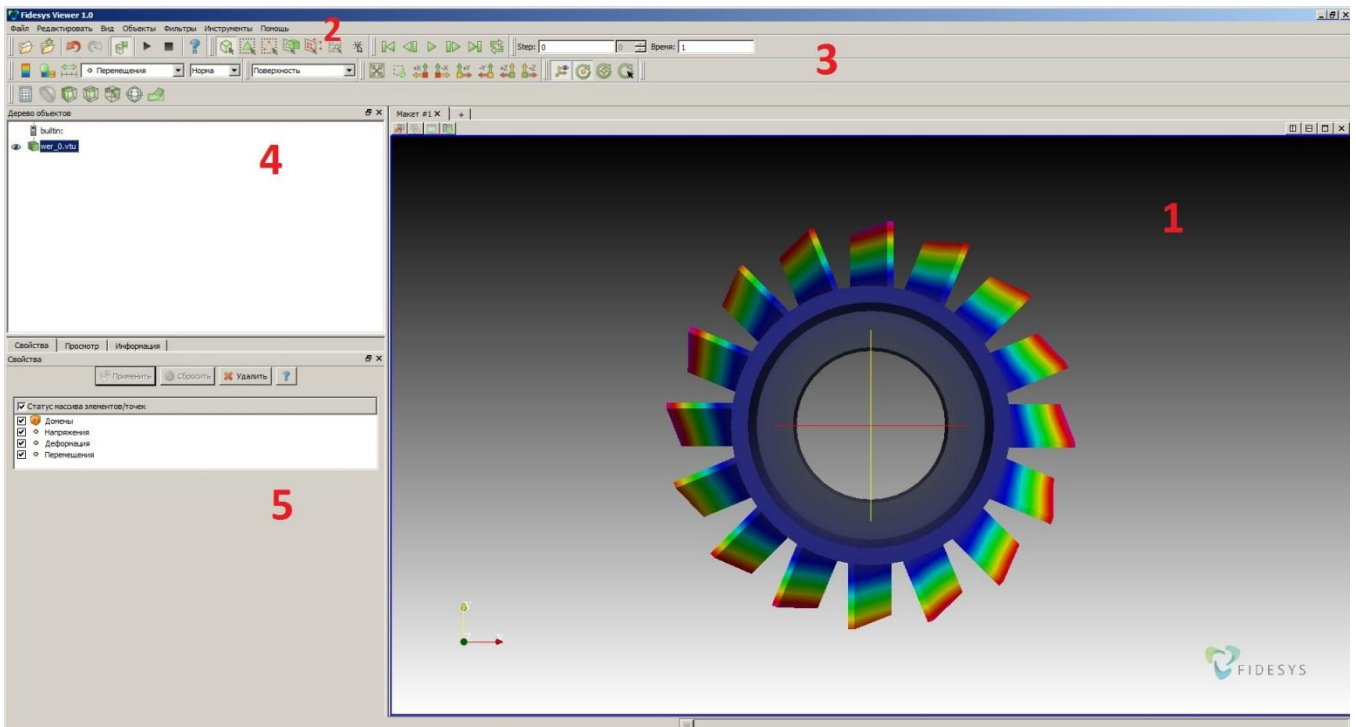 Fidesys Viewer 1.0
Файл Редактировать Вид Объекты Фильтры Инструменты Помощь
2
Step: 0 0 Время: 1
3
Перемещения Норма Поверхность
Дерево объектов
Макет #1 +
builtin:
wer_0.vtu
4
1
Свойства Просмотр Информация
Свойства
Применить Сбросить Удалить ?
Статус массива элементов/точек
Домены
Напряжения
Деформация
Перемещения
5
FIDESYS